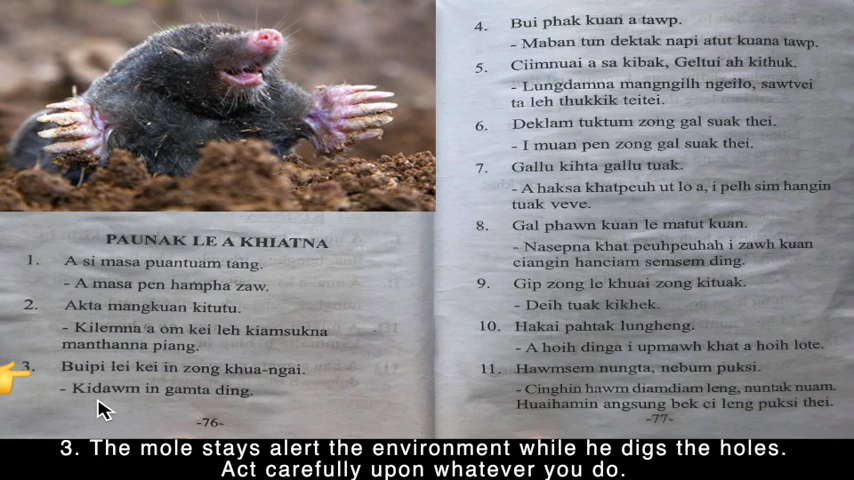 PAUNAK LE A KHIATNA
1. A si masa puantuam tang.
- A masa pen hampha zaw.
2. Akta mangkuan kitutu.
- Kilemna a om kei leh kiamsukna
manthanna piang.
3. Buipi lei kei in zong khua-ngai.
- Kidawm in gamta ding.
-76-
4. Bui phak kuan a tawp.
- Maban tun dektak napi atut kuana tawp.
5. Ciimnuai a sa kibak, Geltui ah kithuk.
- Lungdamna mangngilh ngeilo, sawtvei
ta leh thukkik teitei.
6. Deklam tuktum zong gal suak thei.
- I muan pen zong gal suak thei.
7. Gallu kihta gallu tuak.
- A haksa khatpeuh ut lo a, i pelh sim hangin
tuak veve.
8. Gal phawn kuan le matut kuan.
- Nasepna khat peuhpeuhah i zawh kuan
ciangin hanciam semsem ding.
9. Gip zong le khuai zong kituak.
- Deih tuak kikhek.
10. Hakai pahtak lungheng.
- A hoih dinga i upmawh khat a hoih lote.
11. Hawmsem nungta, nebum puksi.
- Cinghin hawm diamdiam leng, nuntak nuam.
Huaihamin angsung bek ci leng puksi thei.
-77-
3. The mole stays alert the environment while he digs the holes.
Act carefully upon whatever you do.